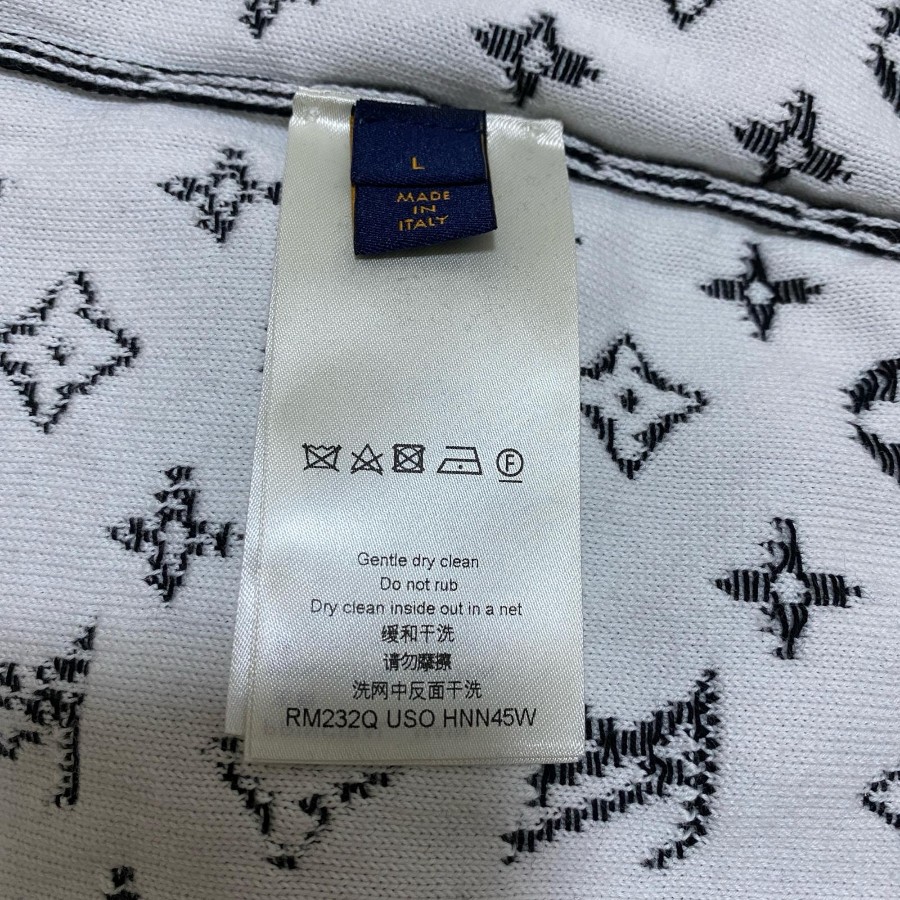 L
MADE
IN
ITALY
F
Gentle dry clean
Do not rub
Dry clean inside out in a net
缓和干洗
请勿摩擦
洗网中反面干洗
RM232Q USO HNN45W